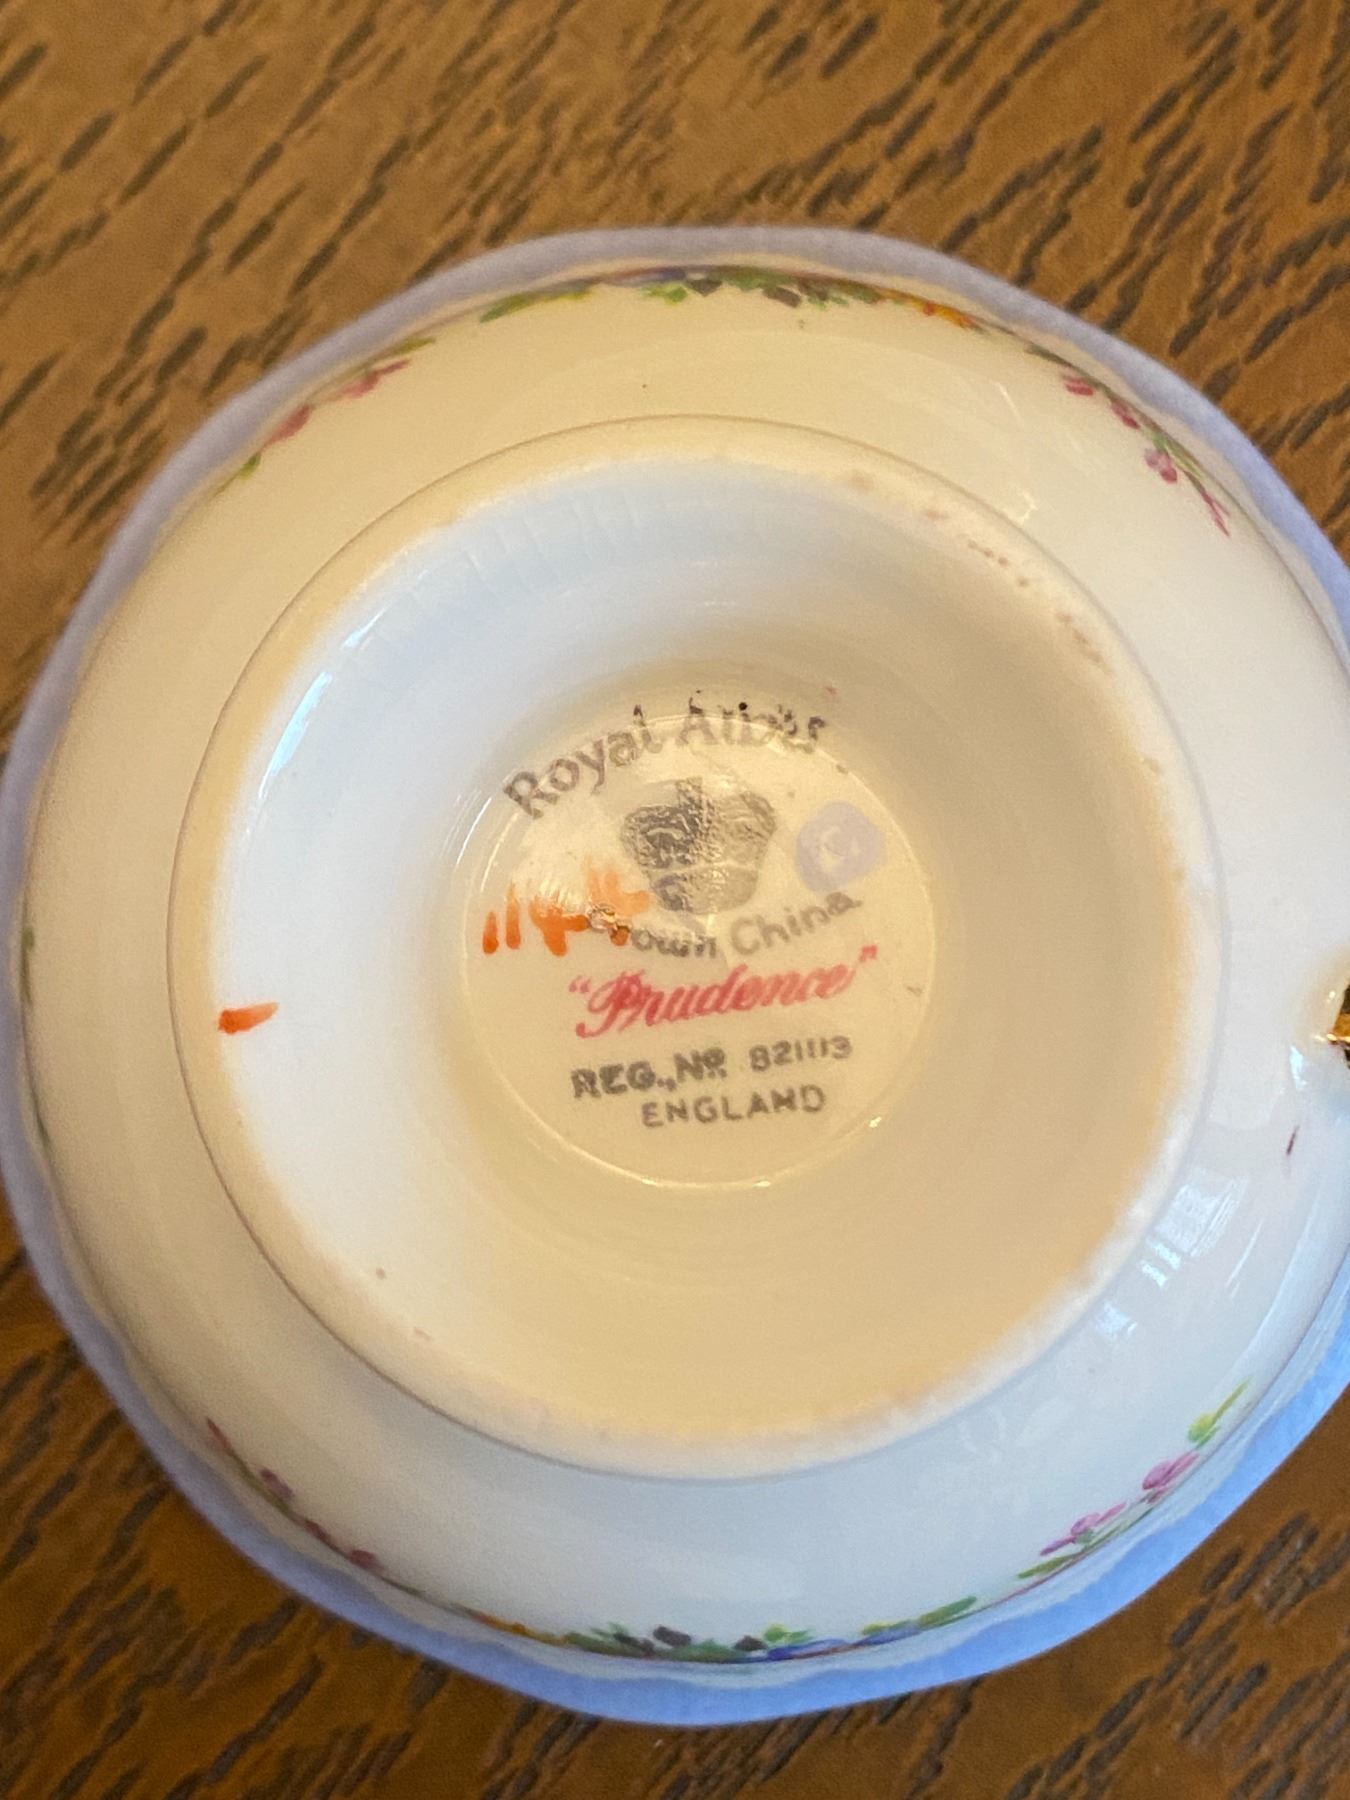 Royal Albert
Crown China
"Prudence"
REG., Nº 821113
ENGLAND